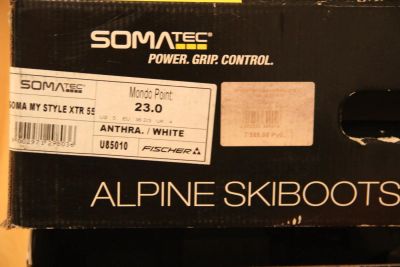 SOMATEC
POWER. GRIP. CONTROL.
SOMATEC
SOMA MY STYLE XTR 55
Mondo Point:
23.0
ANTHRA. / WHITE
U85010
FISCHER
ALPINE SKIBOOTS